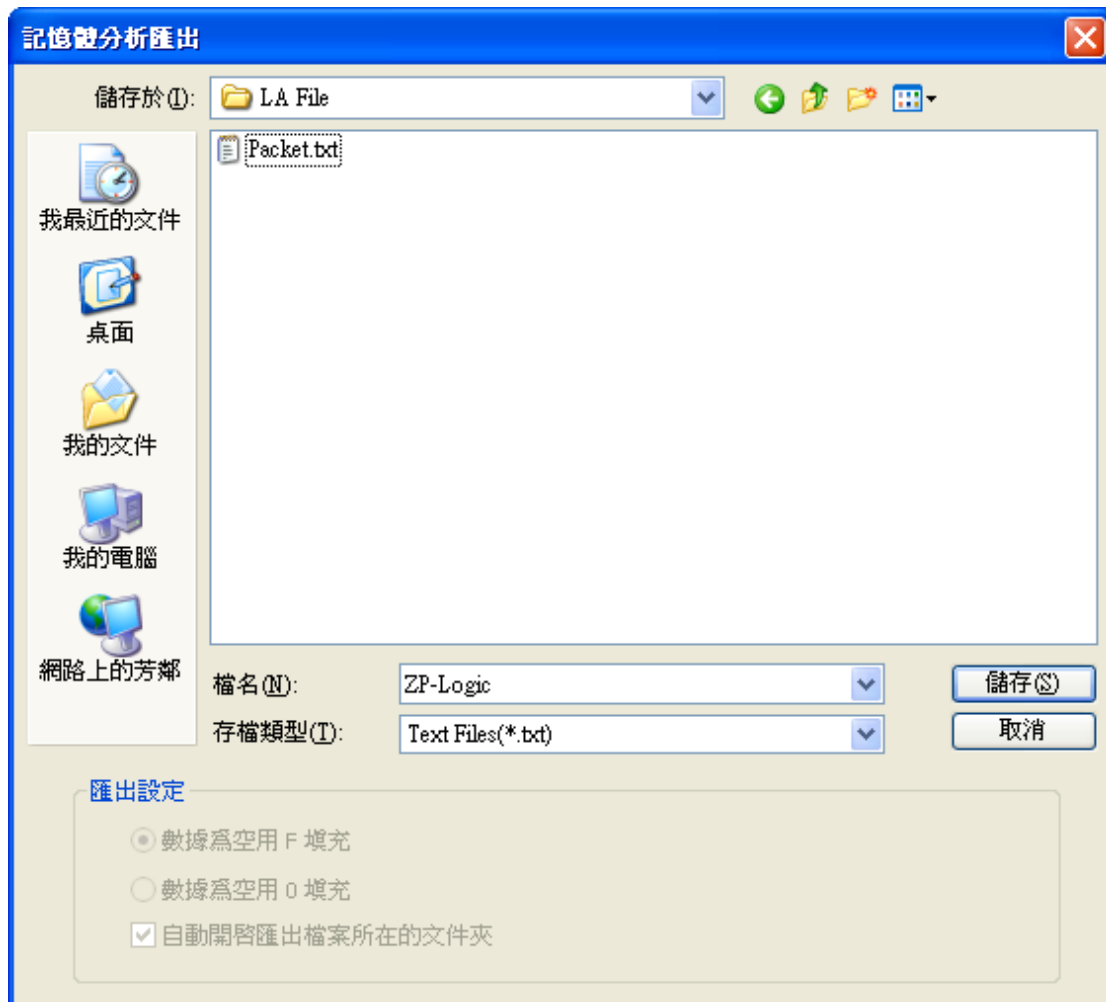 記憶體分析匯出
儲存於(I): LA File
Packet.txt
我最近的文件
桌面
我的文件
我的電腦
網路上的芳鄰
檔名(N): ZP-Logic 儲存(S)
存檔類型(T): Text Files(*.txt) 取消
匯出設定
數據爲空用 F 塡充
數據爲空用 0 塡充
自動開啓匯出檔案所在的文件夾